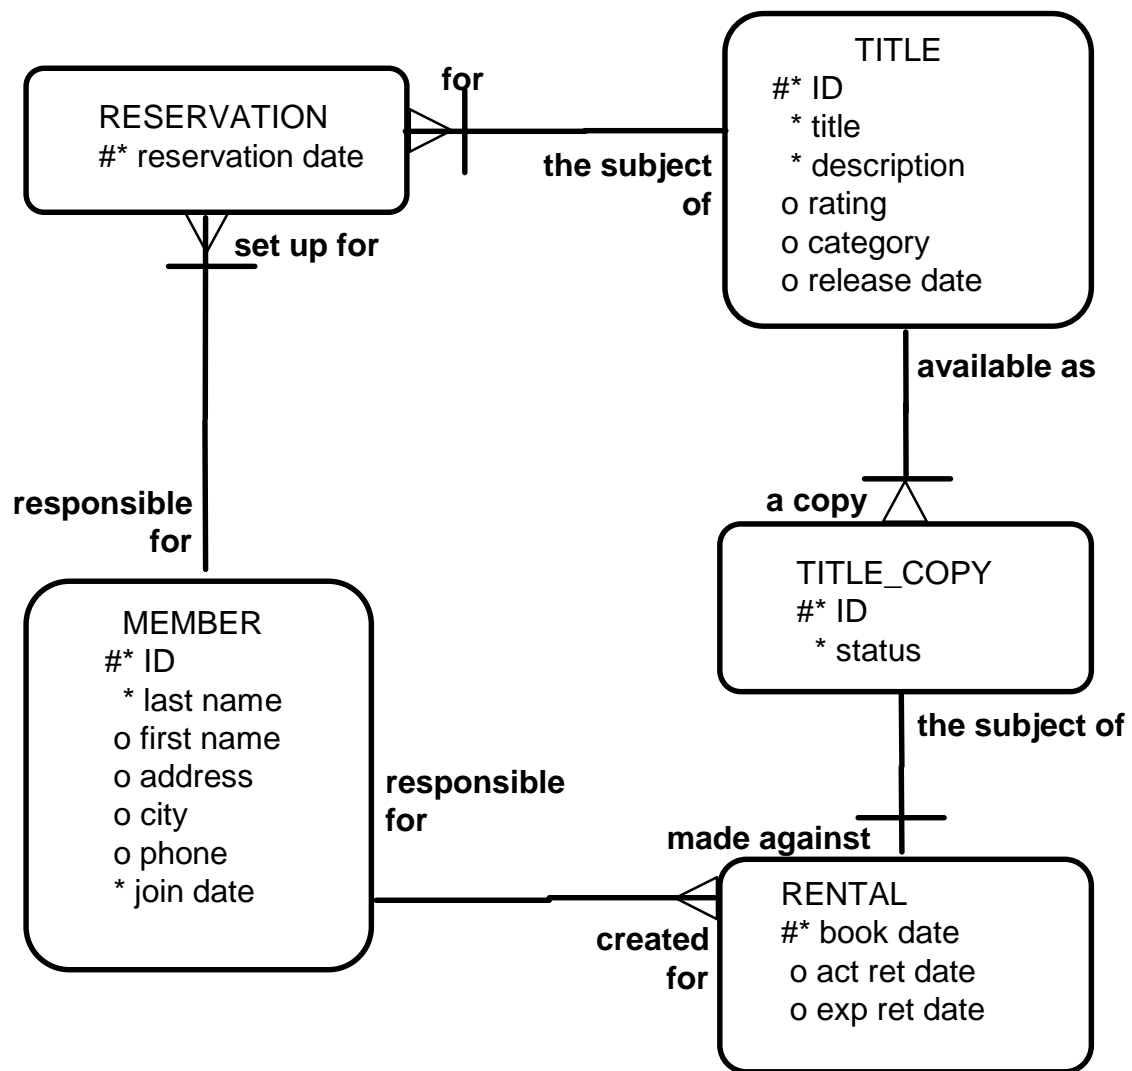 RESERVATION
#* reservation date
for
the subject
of
TITLE
#* ID
* title
* description
o rating
o category
o release date
set up for
available as
responsible
for
a copy
TITLE_COPY
#* ID
* status
MEMBER
#* ID
* last name
o first name
o address
o city
o phone
* join date
the subject of
responsible
for
made against
created
for
RENTAL
#* book date
o act ret date
o exp ret date